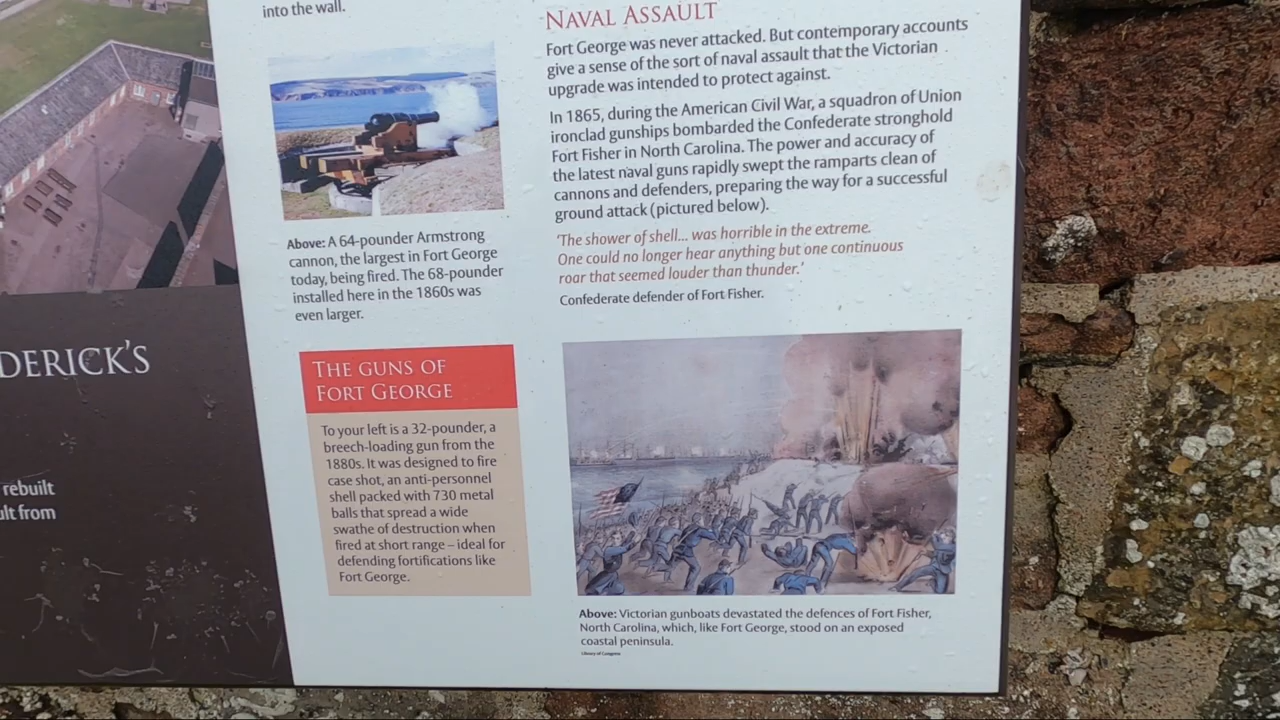 into the wall.
Above: A 64-pounder Armstrong
cannon, the largest in Fort George
today, being fired. The 68-pounder
installed here in the 1860s was
even larger.
DERICK'S
rebuilt
ult from
THE GUNS OF
FORT GEORGE
To your left is a 32-pounder, a
breech-loading gun from the
1880s. It was designed to fire
case shot, an anti-personnel
shell packed with 730 metal
balls that spread a wide
swathe of destruction when
fired at short range – ideal for
defending fortifications like
Fort George.
NAVAL ASSAULT
Fort George was never attacked. But contemporary accounts
give a sense of the sort of naval assault that the Victorian
upgrade was intended to protect against.
In 1865, during the American Civil War, a squadron of Union
ironclad gunships bombarded the Confederate stronghold
Fort Fisher in North Carolina. The power and accuracy of
the latest naval guns rapidly swept the ramparts clean of
cannons and defenders, preparing the way for a successful
ground attack (pictured below).
'The shower of shell... was horrible in the extreme.
One could no longer hear anything but one continuous
roar that seemed louder than thunder.'
Confederate defender of Fort Fisher.
Above: Victorian gunboats devastated the defences of Fort Fisher,
North Carolina, which, like Fort George, stood on an exposed
coastal peninsula.
Library of Congress